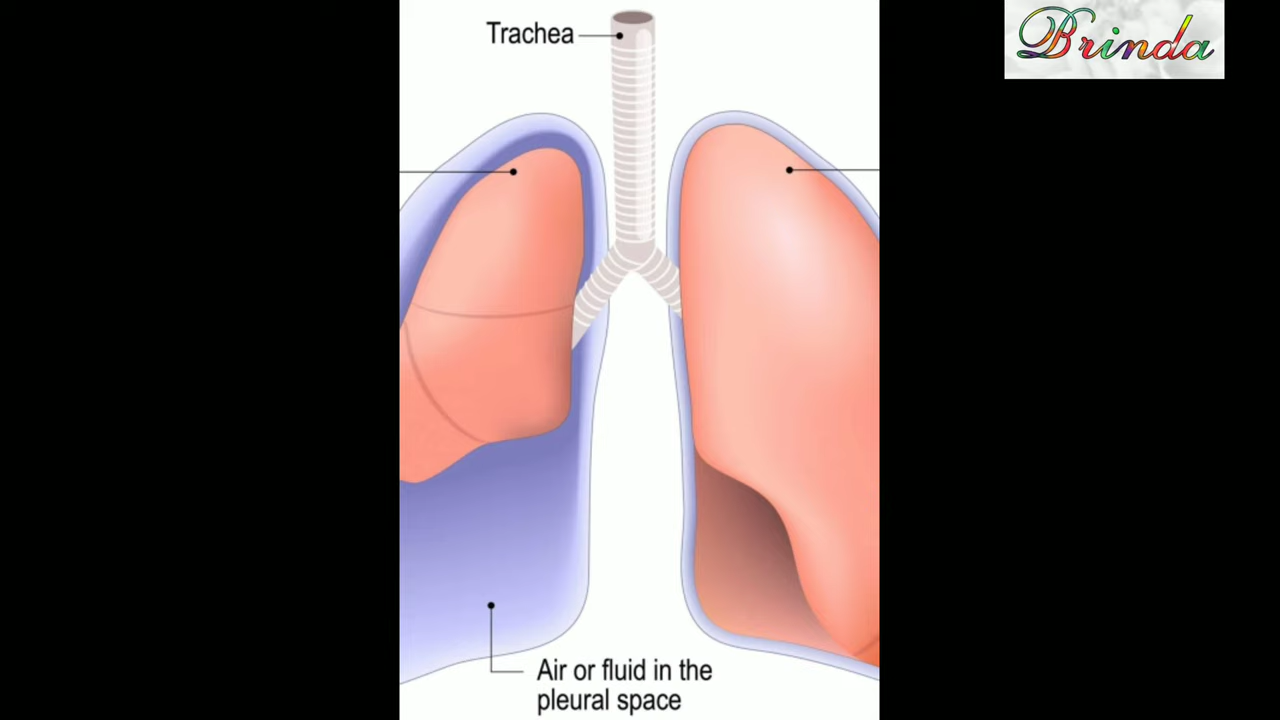 Trachea
Brinda
Air or fluid in the
pleural space